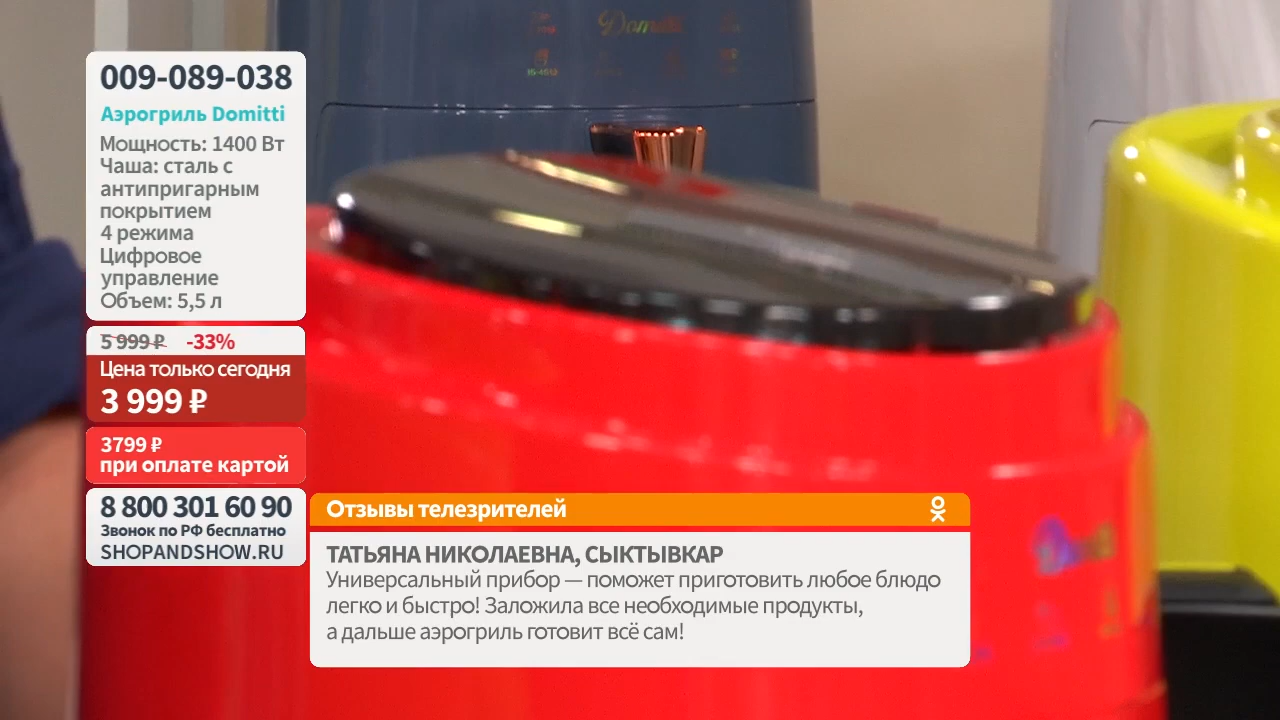 009-089-038
Аэрогриль Domitti
Мощность: 1400 Вт
Чаша: сталь с
антипригарным
покрытием
4 режима
Цифровое
управление
Объем: 5,5 л
5 999 ₽ -33%
Цена только сегодня
3 999 ₽
3799 ₽
при оплате картой
8 800 301 60 90
Звонок по РФ бесплатно
SHOPANDSHOW.RU
Отзывы телезрителей
ТАТЬЯНА НИКОЛАЕВНА, СЫКТЫВКАР
Универсальный прибор — поможет приготовить любое блюдо
легко и быстро! Заложила все необходимые продукты,
а дальше аэрогриль готовит всё сам!
Domitti